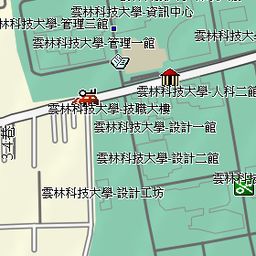 雲林科技大學-資訊中心
雲林科技大學-管理三館
雲林科技大學-管理一館
雲林科技大學-人科二館
雲林科技大學-技職大樓
雲林科技大學-設計一館
雲林科技大學-設計二館
雲林科技大學-設計工坊
雲林科技